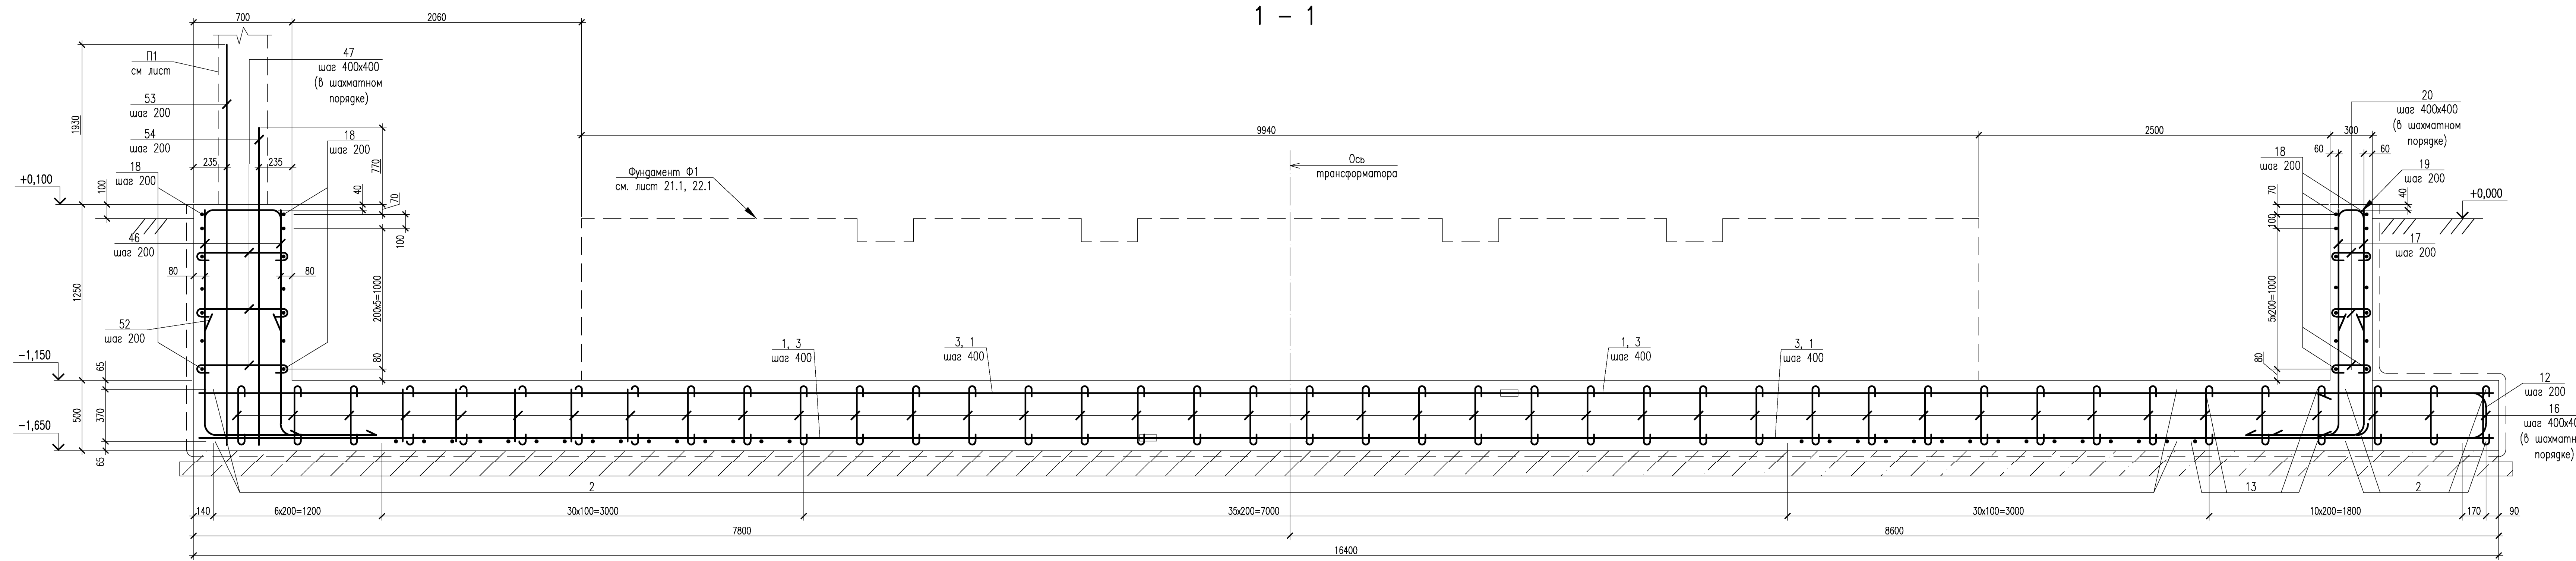 1 – 1
700
2060
П1
см лист
47
шаг 400х400
(в шахматном
порядке)
53
шаг 200
54
шаг 200
18
шаг 200
18
шаг 200
235
235
1930
770
+0,100
100
40
70
100
46
шаг 200
80
80
1250
200х5=1000
52
шаг 200
80
-1,150
65
500
370
-1,650
65
9940
2500
300
Фундамент Ф1
см. лист 21.1, 22.1
Ось
трансформатора
1, 3
шаг 400
3, 1
шаг 400
1, 3
шаг 400
3, 1
шаг 400
20
шаг 400х400
(в шахматном
порядке)
60
60
18
шаг 200
19
шаг 200
70
40
+0,000
100
17
шаг 200
5х200=1000
80
12
шаг 200
16
шаг 400х40
(в шахматн
порядке)
2
13
2
140
6х200=1200
30х100=3000
35х200=7000
30х100=3000
10х200=1800
170
90
7800
8600
16400